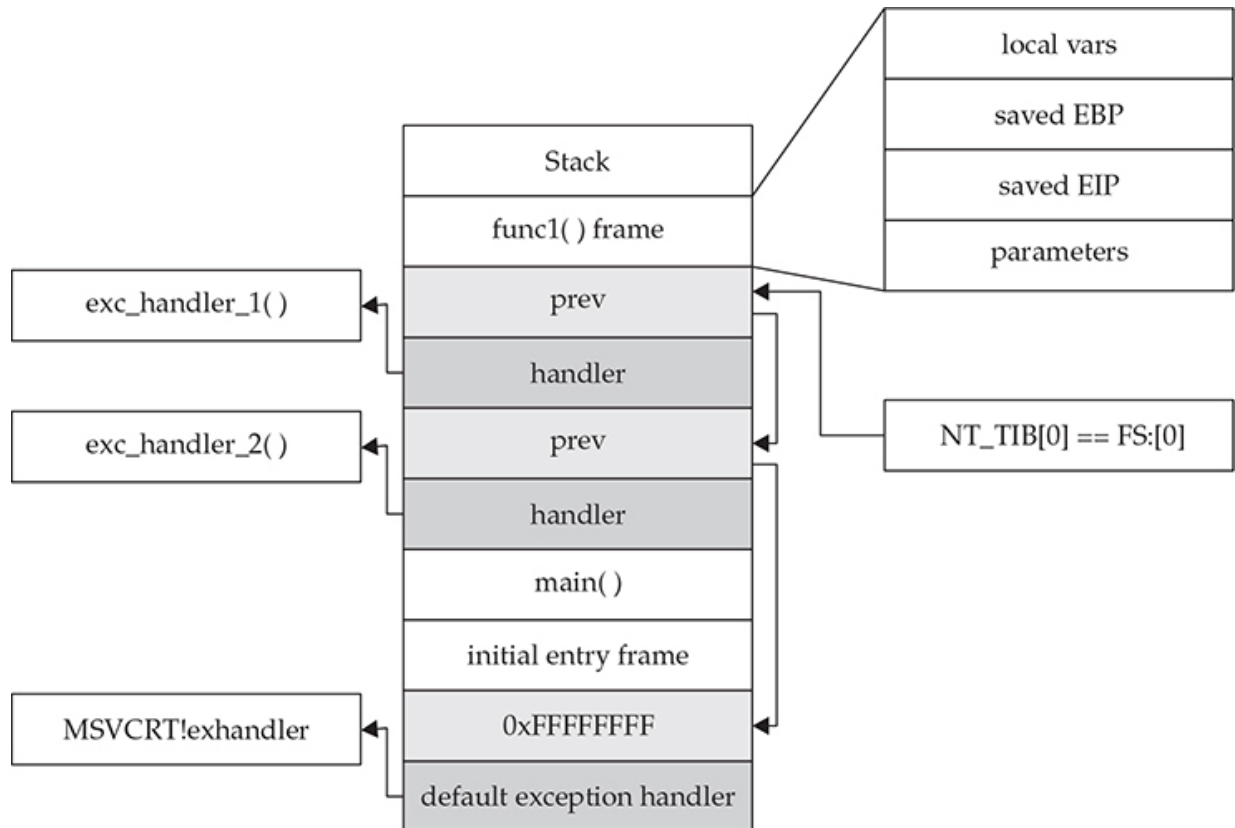 local vars
saved EBP
saved EIP
parameters
Stack
func1( ) frame
prev
handler
prev
handler
main( )
initial entry frame
0xFFFFFFFF
default exception handler
exc_handler_1( )
exc_handler_2( )
MSVCRT!exhandler
NT_TIB[0] == FS:[0]